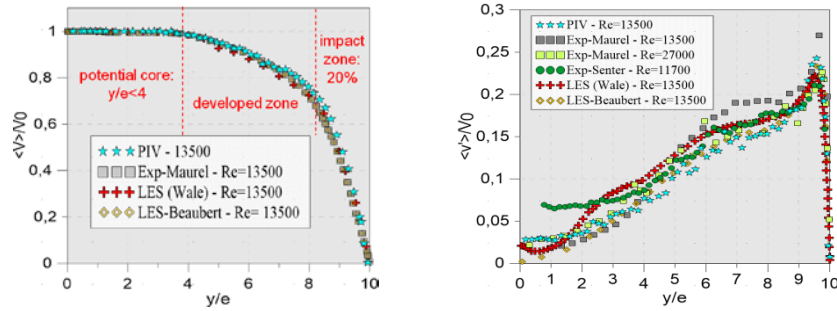 <V>/V0
1
0,8
0,6
0,4
0,2
0
potential core:
y/e<4
developed zone
impact
zone:
20%
PIV - 13500
Exp-Maurel - Re=13500
LES (Wale) - Re=13500
LES-Beaubert - Re= 13500
0 2 4 6 8 10
y/e
<v>/V0
0,3
0,25
0,2
0,15
0,1
0,05
0
PIV - Re=13500
Exp-Maurel - Re=13500
Exp-Maurel - Re=27000
Exp-Senter - Re=11700
LES (Wale) - Re=13500
LES-Beaubert - Re=13500
0 1 2 3 4 5 6 7 8 9 10
y/e